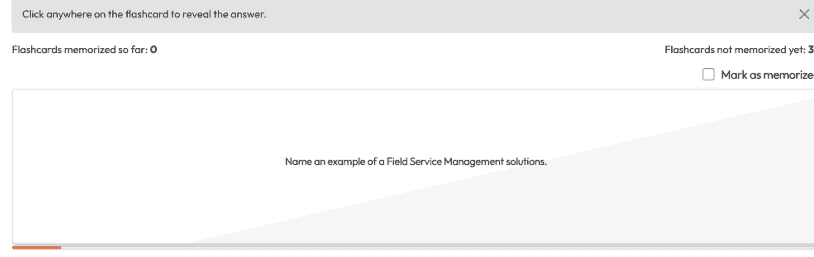 Click anywhere on the flashcard to reveal the answer.
Flashcards memorized so far: 0
Flashcards not memorized yet: 3
Mark as memorize
Name an example of a Field Service Management solutions.